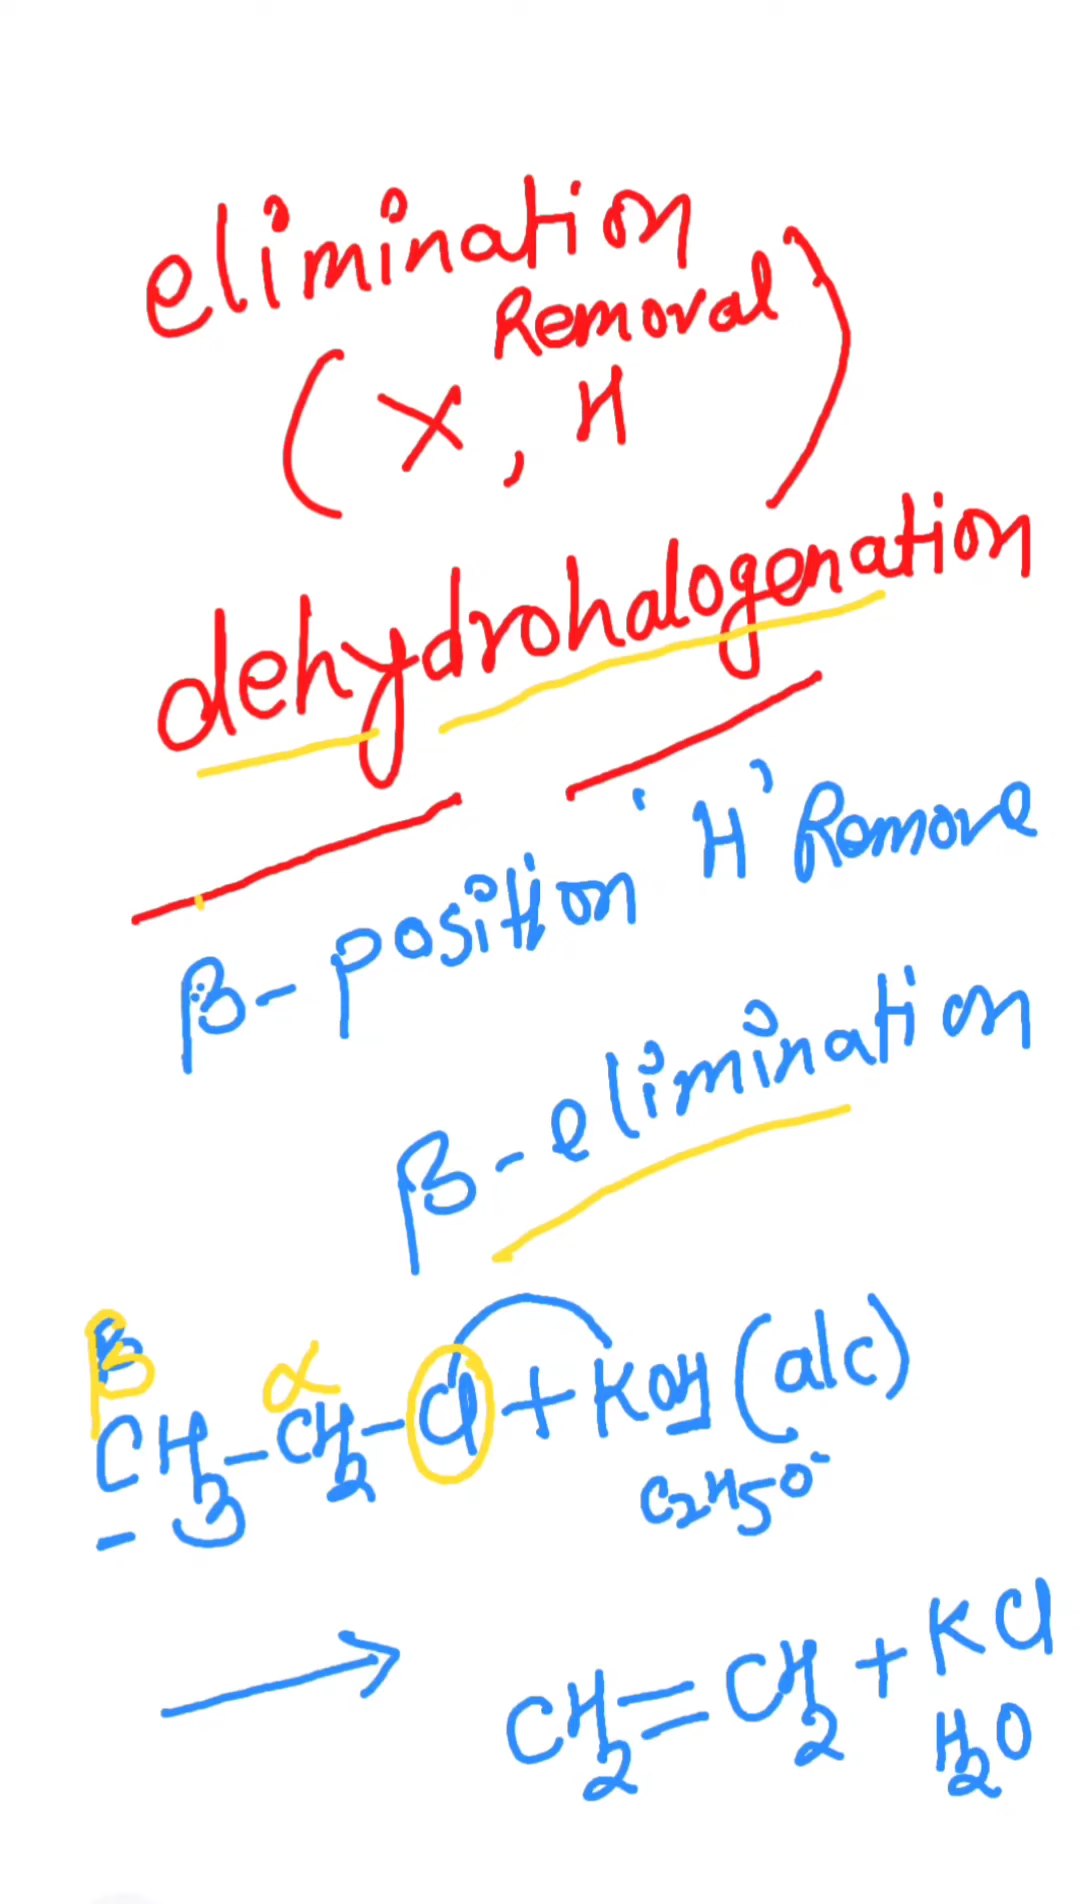 elimination
Removal
(X, H)
dehydrohalogenation
β-position 'H' Remove
β-elimination
β α
CH3-CH2-Cl + KOH (alc)
C2H5O-
→ CH2=CH2 + KCl
H2O